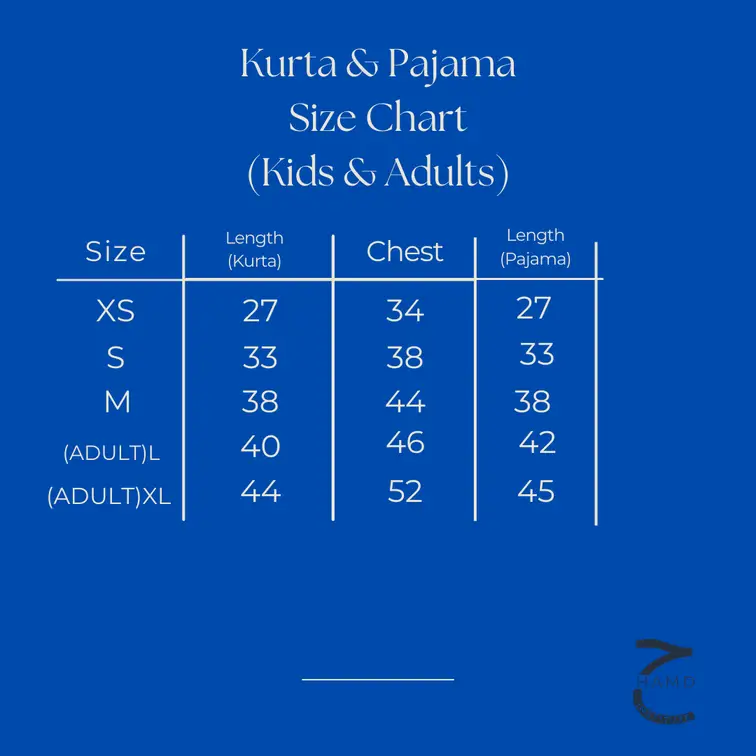 Kurta & Pajama
Size Chart
(Kids & Adults)
Size Length (Kurta) Chest Length (Pajama)
XS 27 34 27
S 33 38 33
M 38 44 38
(ADULT)L 40 46 42
(ADULT)XL 44 52 45